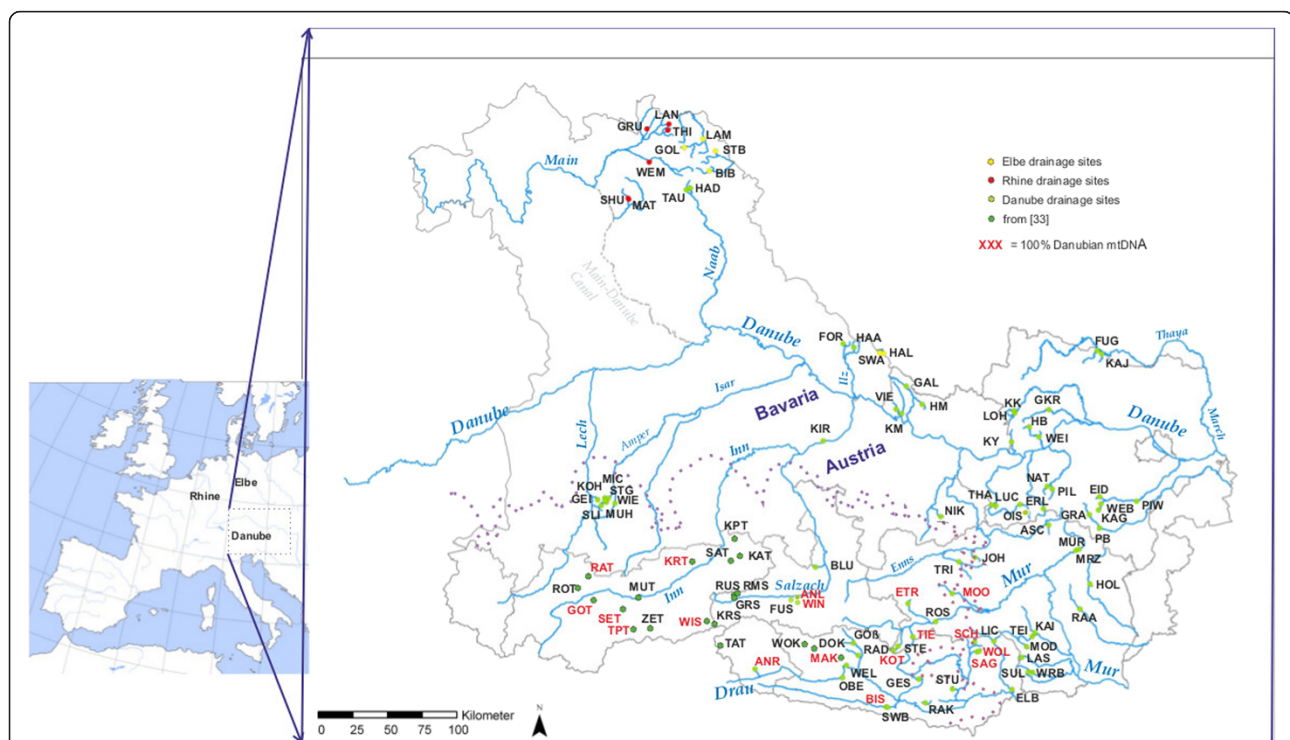 LAN
GRU
THI
LAM
GOL
STB
Main
WEM
BIB
HAD
TAU
SHU
MAT
Elbe drainage sites
Rhine drainage sites
Danube drainage sites
from [33]
XXX = 100% Danubian mtDNA
Naab
Main-Danube
Canal
Danube
FOR
HAA
SWA
HAL
FUG
Thaya
KAJ
Isar
Ilz
GAL
VIE
HM
KM
Bavaria
KK
GKR
LOH
HB
KY
WEI
Danube
March
Danube
Lech
Amper
Inn
KIR
Austria
Rhine
Elbe
Danube
MIC
KOH
STG
GEI
WIE
SLI
MUH
NAT
PIL
EID
THA
LUC
ERL
WEB
PIW
OIS
GRA
KAG
NIK
ASC
PB
KPT
MUR
MRZ
SAT
KAT
KRT
RAT
BLU
Enns
TRI
JOH
Mur
HOL
ROT
MUT
Inn
RUS
RMS
Salzach
ANL
WIN
FUS
GRS
GOT
SET
TPT
ZET
WIS
KRS
ETR
MOO
ROS
RAA
TAT
WOK
DOK
GÖß
RAD
TIE
STE
KOT
SCH
LIC
TEI
KAI
WOL
MOD
SAG
LAS
MAK
ANR
WEL
OBE
GES
STU
SUL
WRB
Mur
Drau
BIS
SWB
RAK
ELB
0 25 50 75 100
Kilometer
N